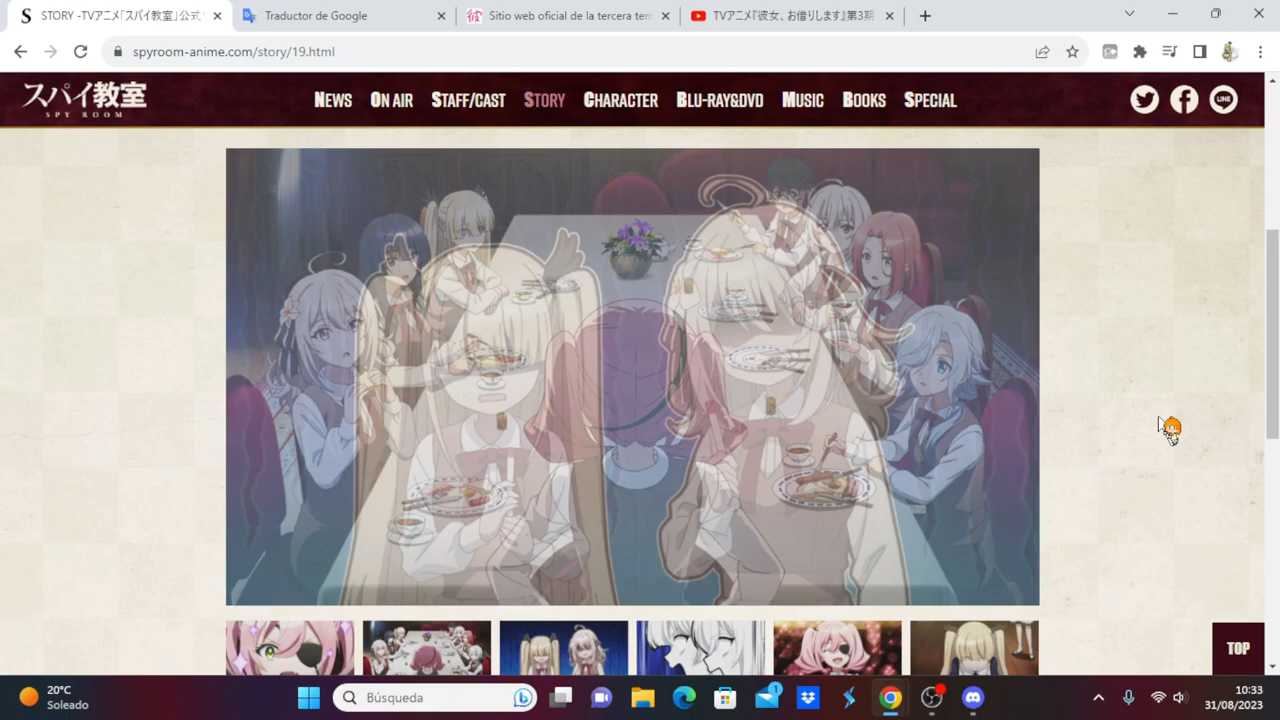 STORY -TVアニメ「スパイ教室」公式サ
Traductor de Google
Sitio web oficial de la tercera tem
TVアニメ『彼女、お借りします』第3期
spyroom-anime.com/story/19.html
スパイ教室
SPY ROOM
NEWS
ON AIR
STAFF/CAST
STORY
CHARACTER
BLU-RAY&DVD
MUSIC
BOOKS
SPECIAL
LINE
TOP
20°C
Soleado
Búsqueda
1
10:33
31/08/2023